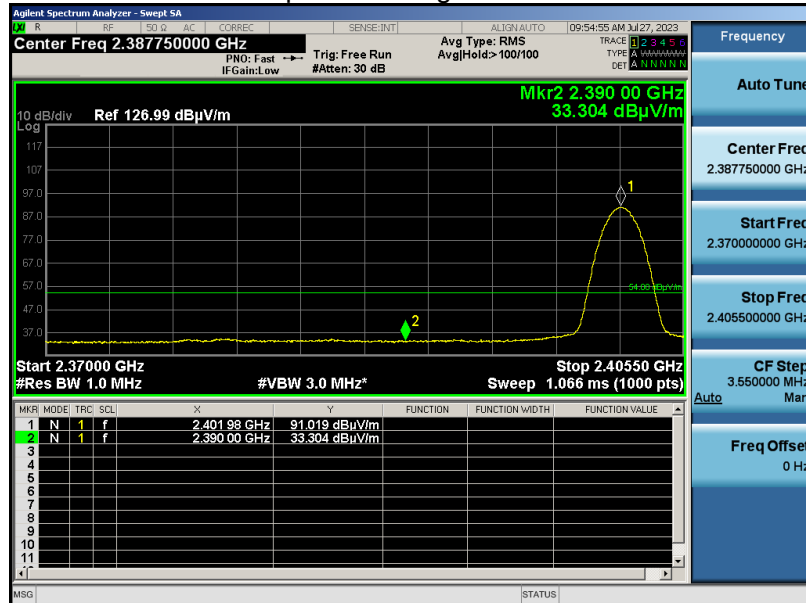 Agilent Spectrum Analyzer - Swept SA
LXI R RF 50 Ω AC CORREC SENSE:INT ALIGN AUTO 09:54:55 AM Jul 27, 2023
Center Freq 2.387750000 GHz
PNO: Fast
IFGain:Low
Trig: Free Run
#Atten: 30 dB
Avg Type: RMS
Avg|Hold:>100/100
TRACE 1 2 3 4 5 6
TYPE A WWWWW
DET A N N N N N
Mkr2 2.390 00 GHz
33.304 dBµV/m
10 dB/div Ref 126.99 dBµV/m
Log
117
107
97.0
87.0
77.0
67.0
57.0
47.0
37.0
1
54.00 dBµV/m
2
Start 2.37000 GHz Stop 2.40550 GHz
#Res BW 1.0 MHz #VBW 3.0 MHz* Sweep 1.066 ms (1000 pts)
MKR MODE TRC SCL X Y FUNCTION FUNCTION WIDTH FUNCTION VALUE
1 N 1 f 2.401 98 GHz 91.019 dBµV/m
2 N 1 f 2.390 00 GHz 33.304 dBµV/m
3
4
5
6
7
8
9
10
11
MSG STATUS
Frequency
Auto Tune
Center Freq
2.387750000 GHz
Start Freq
2.370000000 GHz
Stop Freq
2.405500000 GHz
CF Step
3.550000 MHz
Auto Man
Freq Offset
0 Hz